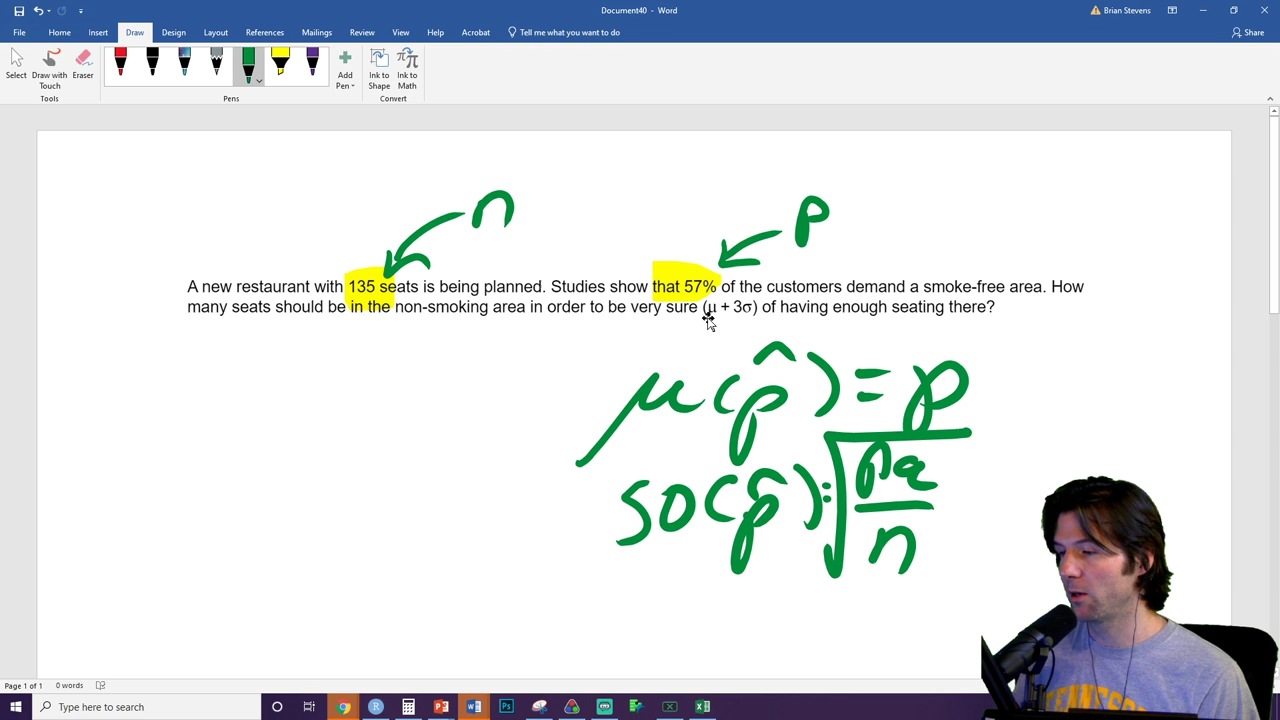 Document40 - Word
Brian Stevens
File Home Insert Draw Design Layout References Mailings Review View Help Acrobat Tell me what you want to do
Share
Select Draw with Touch Eraser Add Pen Ink to Shape Ink to Math
Tools Pens Convert
n
p
A new restaurant with 135 seats is being planned. Studies show that 57% of the customers demand a smoke-free area. How
many seats should be in the non-smoking area in order to be very sure (μ + 3σ) of having enough seating there?
μ(p̂) = p
SD(p̂) = √pq/n
TENNESSEE
Page 1 of 1 0 words
Type here to search